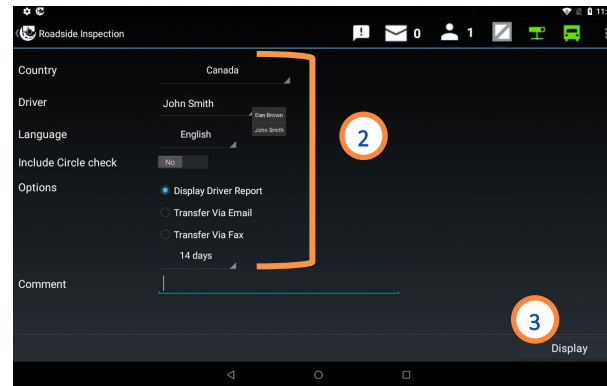 11:
Roadside Inspection
! 0 1
Country Canada
Driver John Smith
Dan Brown
Language English John Smith
2
Include Circle check No
Options Display Driver Report
Transfer Via Email
Transfer Via Fax
14 days
Comment
3
Display